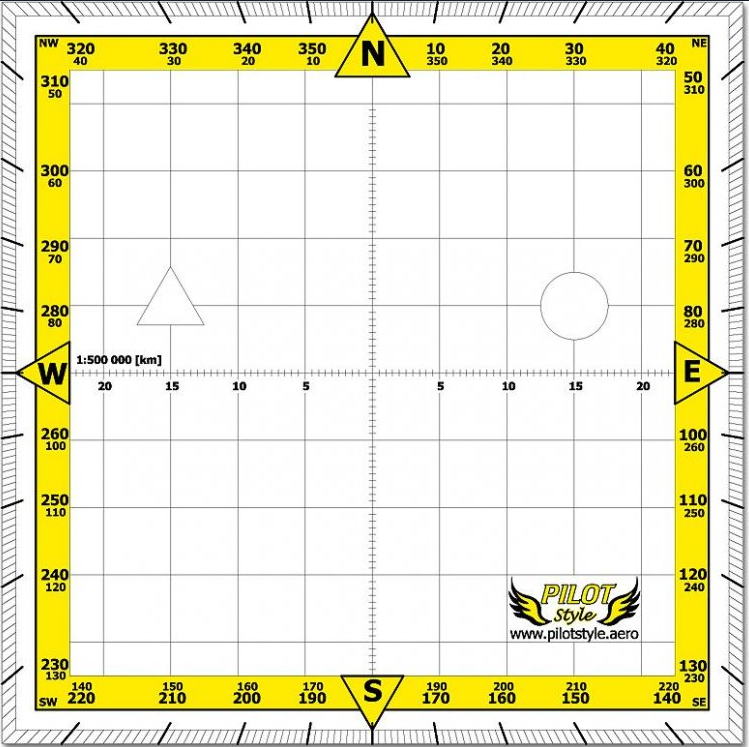 NW 320 330 340 350 N 10 20 30 40 NE
40 30 20 10 350 340 330 320
310 50
50 310
300 60
60 300
290 70
70 290
280 80
80 280
1:500 000 [km]
W E
20 15 10 5 5 10 15 20
260 100
100 260
250 110
110 250
240 120
120 240
PILOT
Style
www.pilotstyle.aero
230 130
130 230
140 150 160 170 S 190 200 210 220
SW 220 210 200 190 170 160 150 140 SE